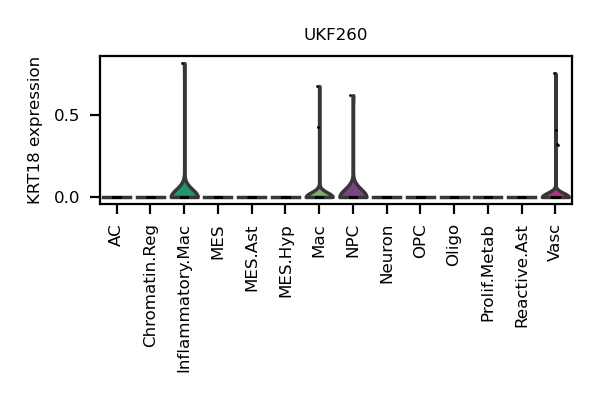 UKF260
KRT18 expression
0.5
0.0
AC
Chromatin.Reg
Inflammatory.Mac
MES
MES.Ast
MES.Hyp
Mac
NPC
Neuron
OPC
Oligo
Prolif.Metab
Reactive.Ast
Vasc